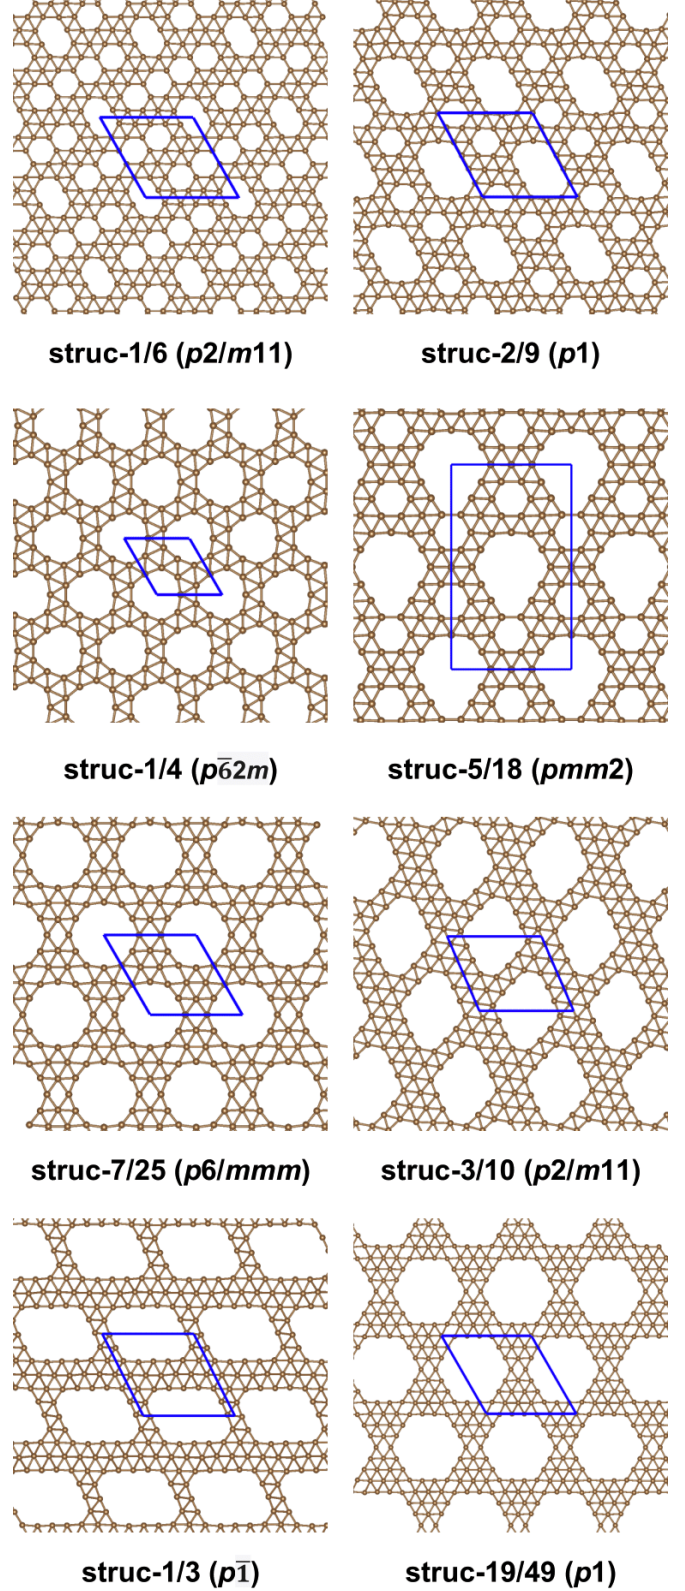 struc-1/6 (p2/m11) struc-2/9 (p1)
struc-1/4 (p6̅2m) struc-5/18 (pmm2)
struc-7/25 (p6/mmm) struc-3/10 (p2/m11)
struc-1/3 (p1̅) struc-19/49 (p1)